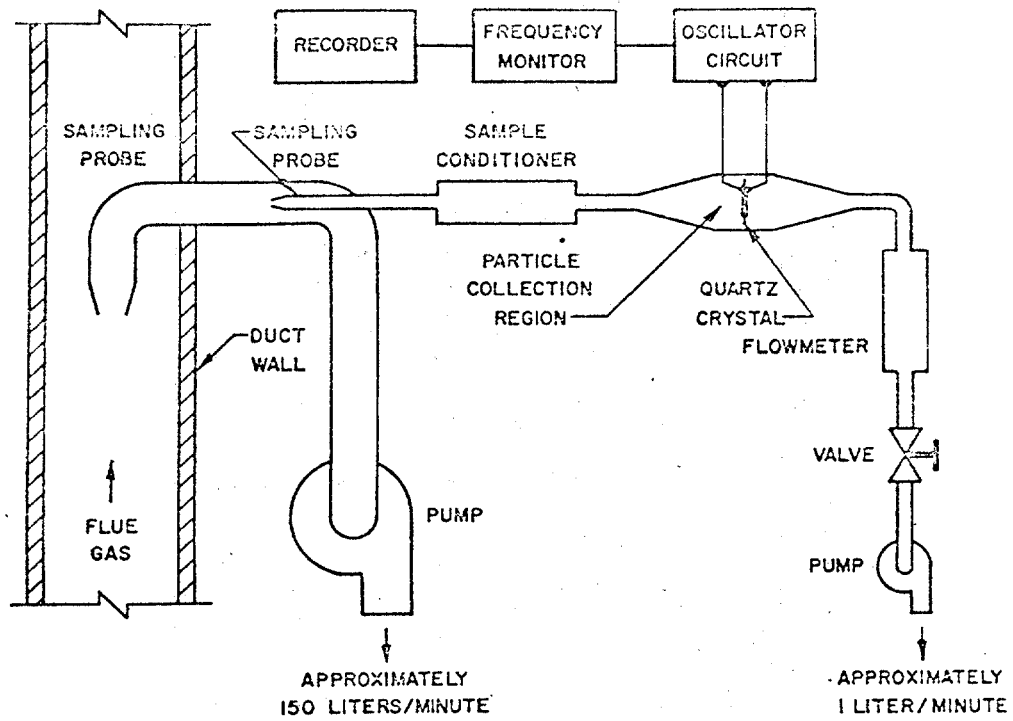 RECORDER
FREQUENCY
MONITOR
OSCILLATOR
CIRCUIT
SAMPLING
PROBE
SAMPLING
PROBE
SAMPLE
CONDITIONER
PARTICLE
COLLECTION
REGION
QUARTZ
CRYSTAL
FLOWMETER
DUCT
WALL
VALVE
FLUE
GAS
PUMP
PUMP
APPROXIMATELY
150 LITERS/MINUTE
APPROXIMATELY
1 LITER/MINUTE